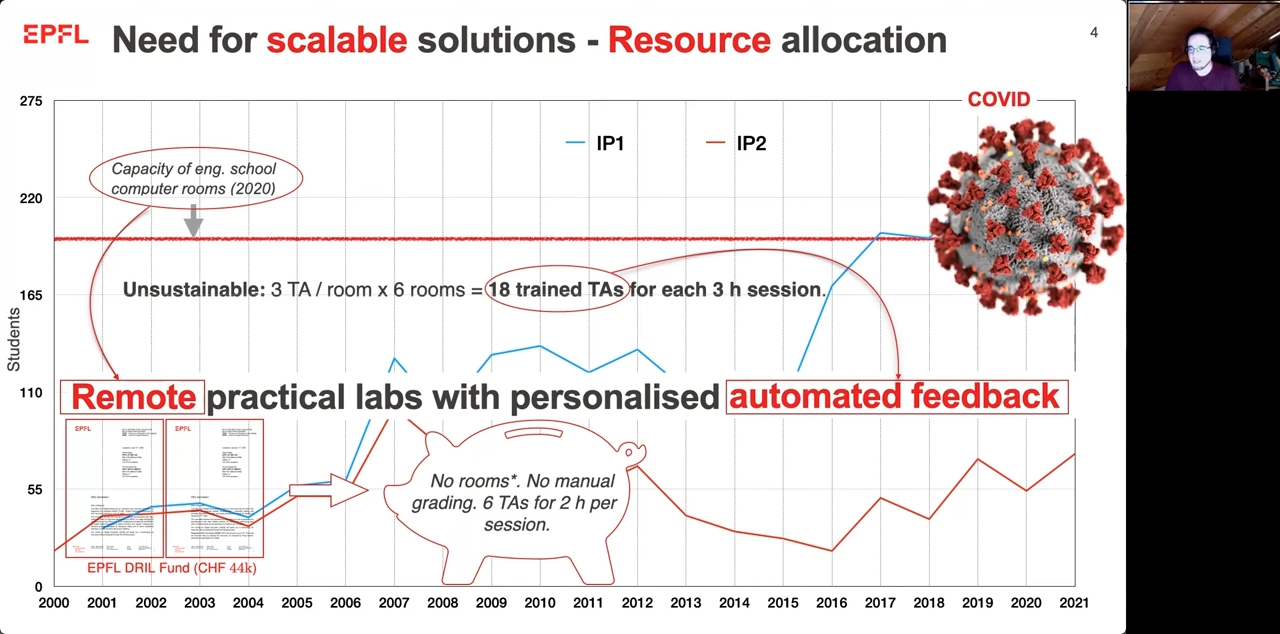 EPFL
Need for scalable solutions - Resource allocation
4
275
COVID
IP1
IP2
Capacity of eng. school
computer rooms (2020)
220
Unsustainable: 3 TA / room x 6 rooms = 18 trained TAs for each 3 h session.
165
Students
110
Remote practical labs with personalised automated feedback
EPFL
EPFL
No rooms*. No manual
grading. 6 TAs for 2 h per
session.
55
EPFL DRIL Fund (CHF 44k)
0
2000 2001 2002 2003 2004 2005 2006 2007 2008 2009 2010 2011 2012 2013 2014 2015 2016 2017 2018 2019 2020 2021